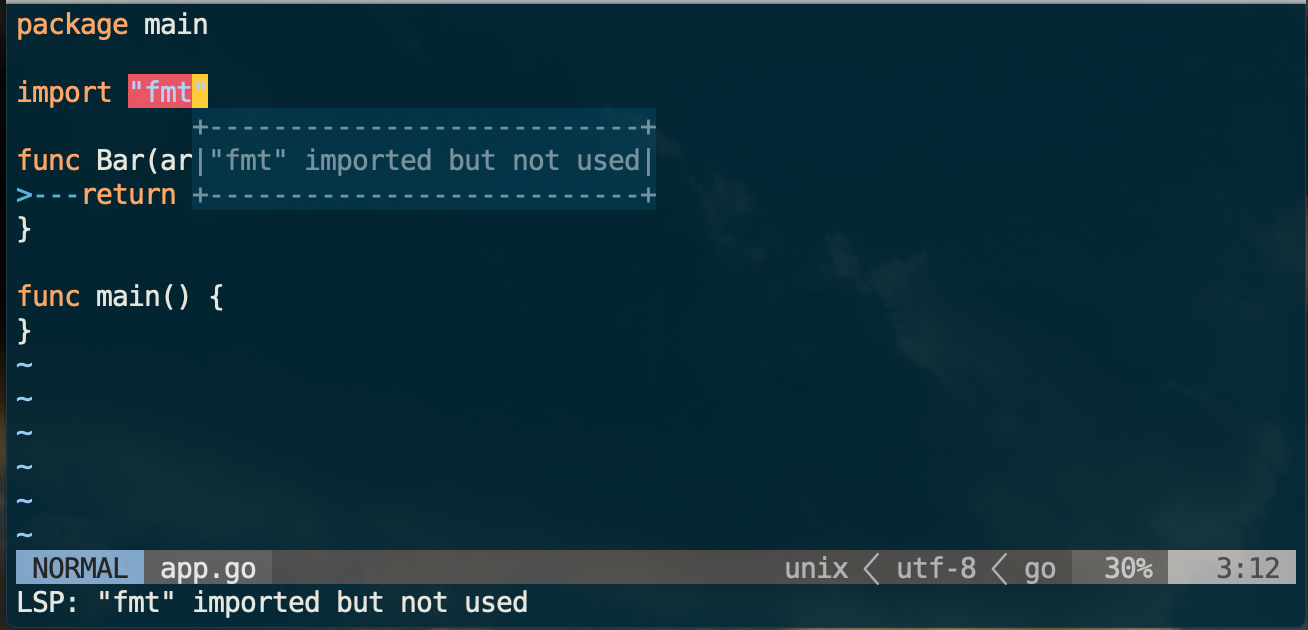 package main
import "fmt"
+---------------------------+
func Bar(ar|"fmt" imported but not used|
>---return +---------------------------+
}
func main() {
}
~
~
~
~
~
~
NORMAL app.go unix < utf-8 < go 30% 3:12
LSP: "fmt" imported but not used